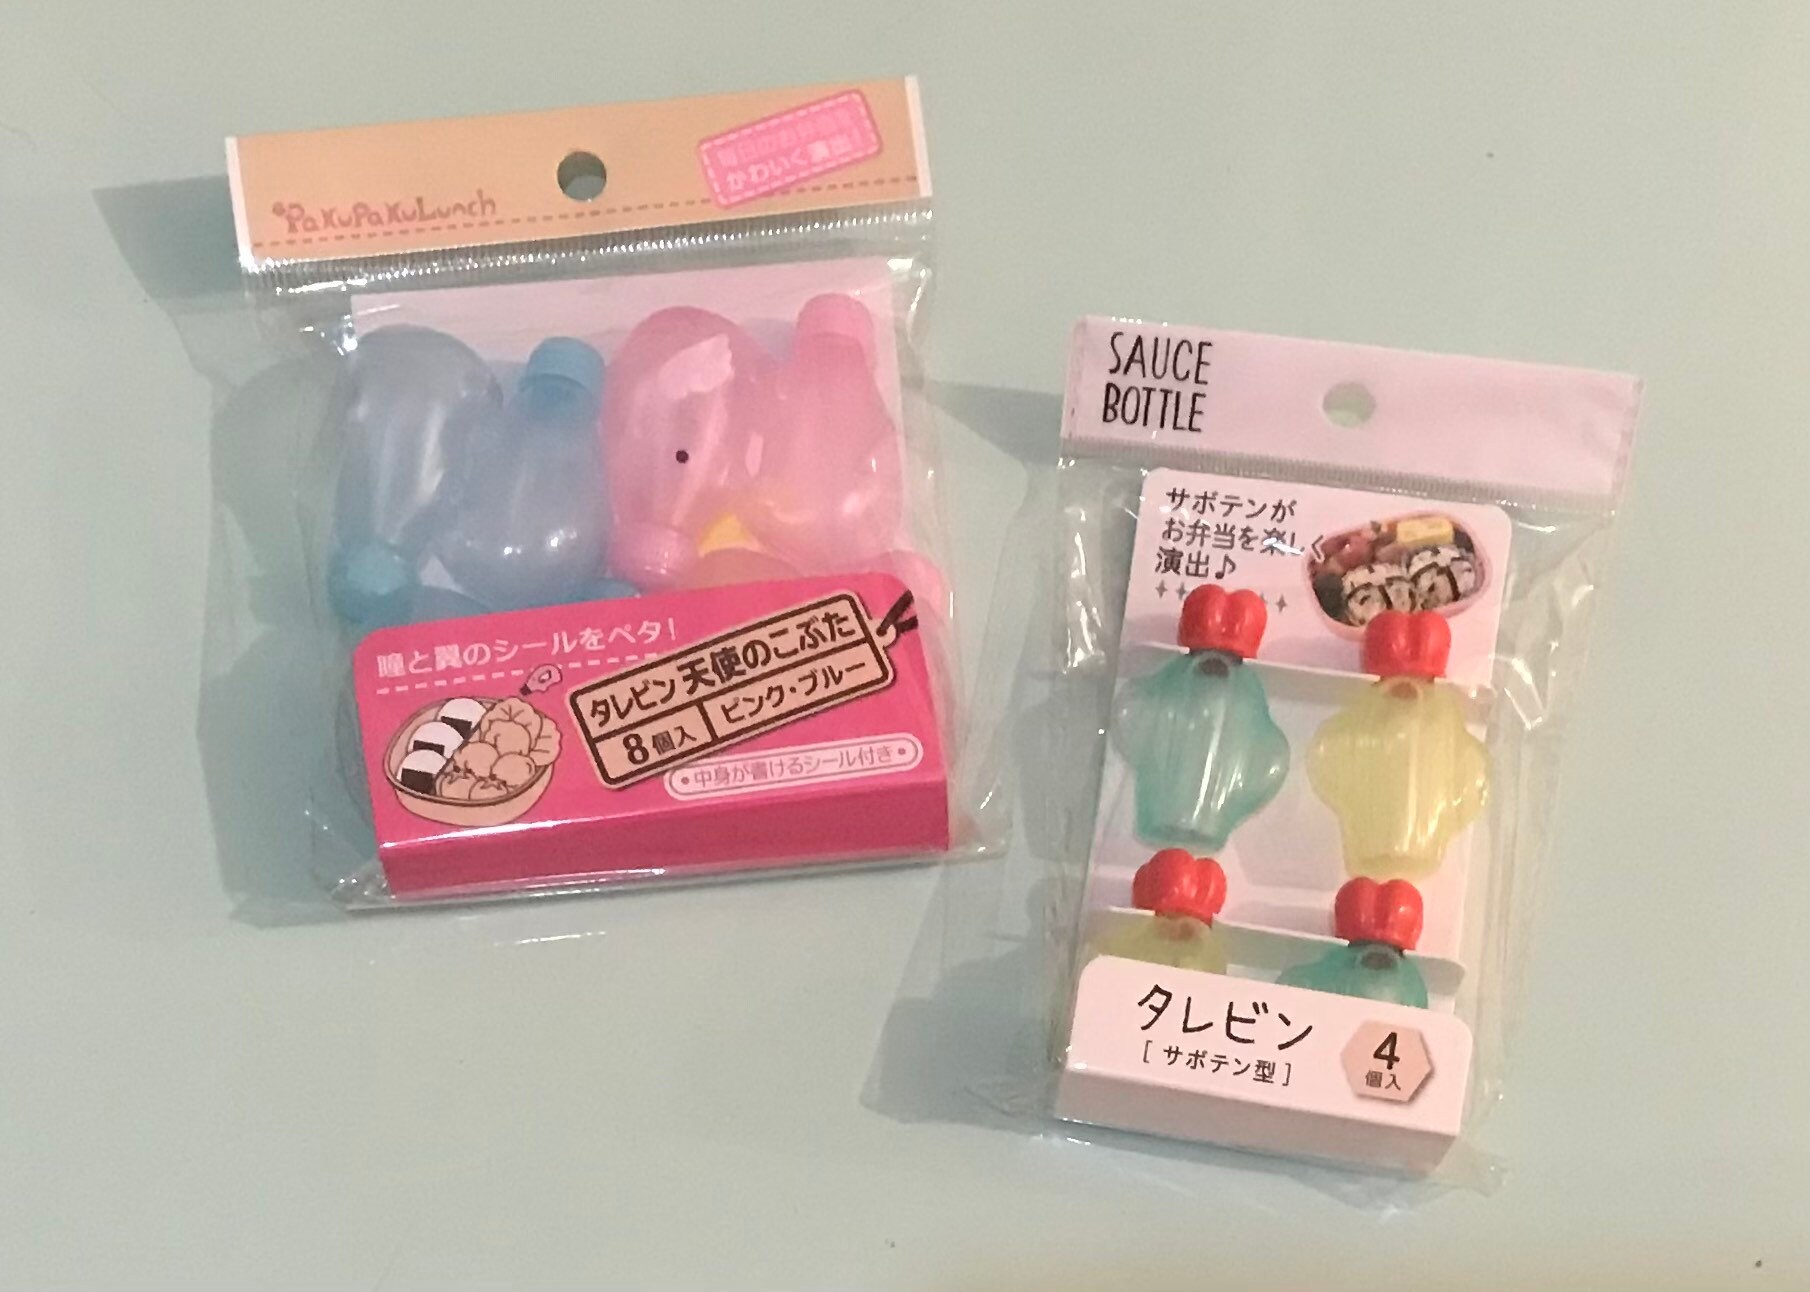 PaKuPaKuLunch
毎日のお弁当を
かわいく演出!
瞳と翼のシールをペタ!
タレビン 天使のこぶた
8個入
ピンク・ブルー
•中身が書けるシール付き•
SAUCE
BOTTLE
サボテンが
お弁当を楽しく
演出♪
タレビン
[サボテン型]
4
個入